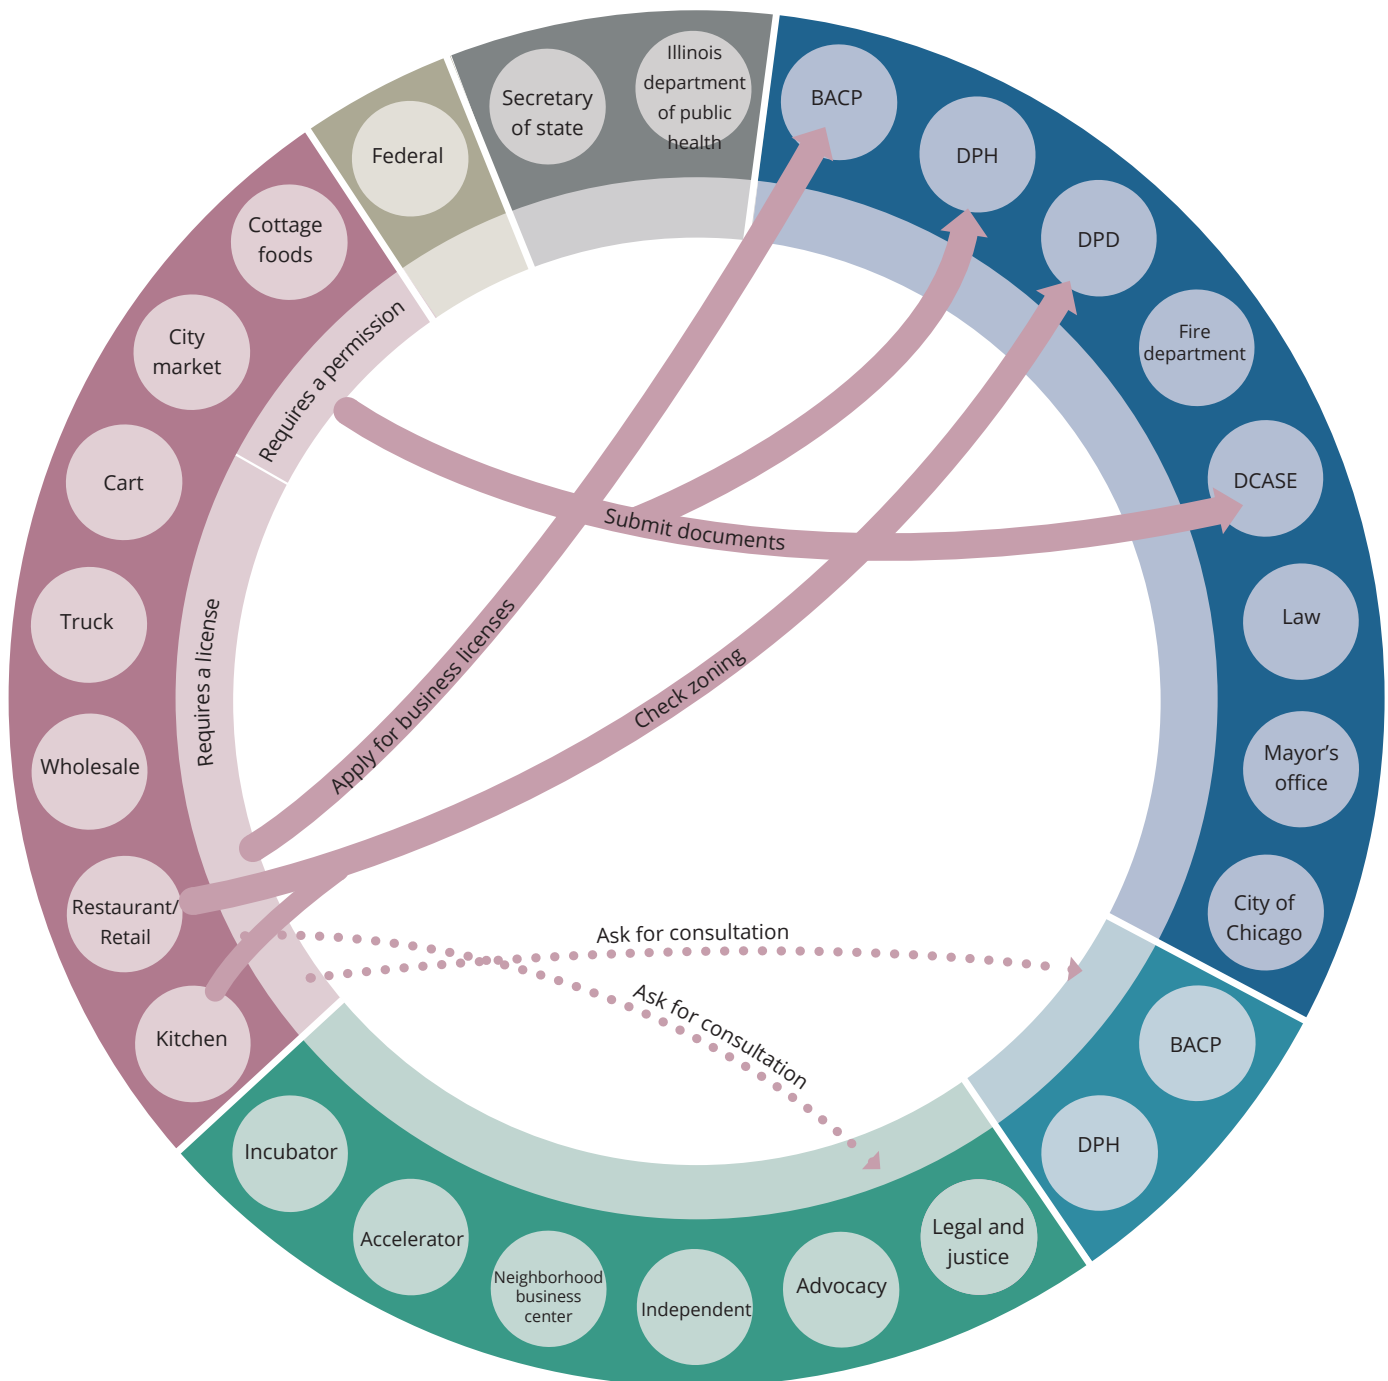 Illinois
department
of public
health
Secretary
of state
BACP
DPH
DPD
Fire
department
DCASE
Law
Mayor's
office
City of
Chicago
BACP
DPH
Legal and
justice
Advocacy
Independent
Neighborhood
business
center
Accelerator
Incubator
Kitchen
Restaurant/
Retail
Wholesale
Truck
Cart
City
market
Cottage
foods
Federal
Requires a permission
Requires a license
Submit documents
Apply for business licenses
Check zoning
Ask for consultation
Ask for consultation